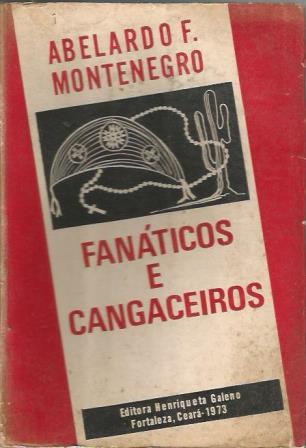 ABELARDO F.
MONTENEGRO
FANÁTICOS
E
CANGACEIROS
Editora Henriqueta Galeno
Fortaleza, Ceará-1973